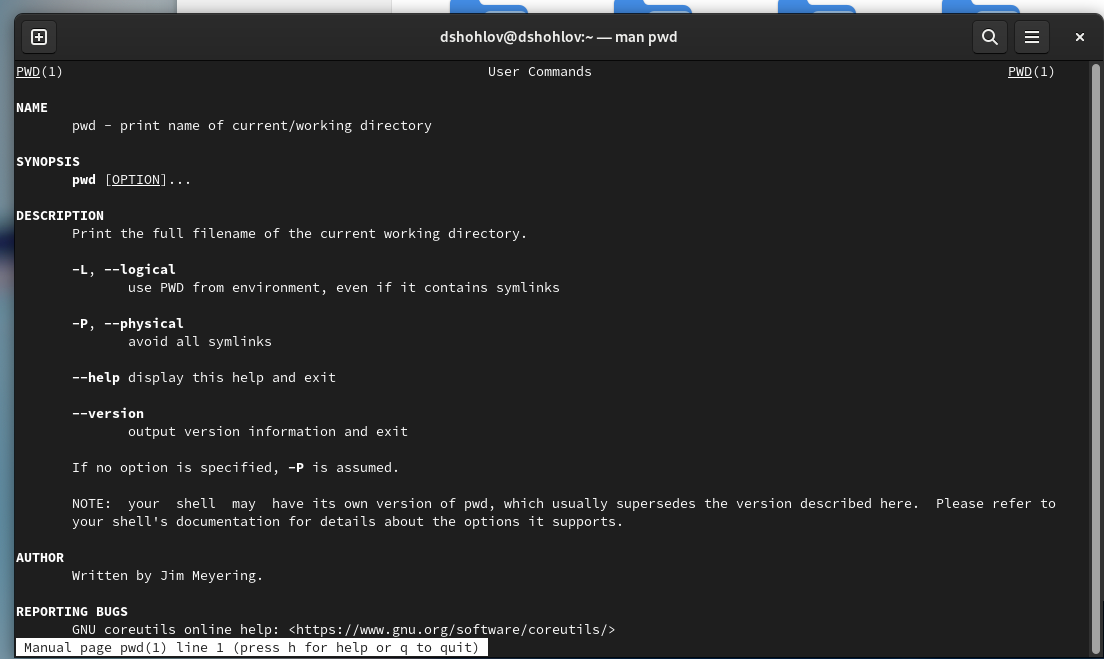 dshohlov@dshohlov:~ — man pwd
PWD(1) User Commands PWD(1)
NAME
pwd - print name of current/working directory
SYNOPSIS
pwd [OPTION]...
DESCRIPTION
Print the full filename of the current working directory.
-L, --logical
use PWD from environment, even if it contains symlinks
-P, --physical
avoid all symlinks
--help display this help and exit
--version
output version information and exit
If no option is specified, -P is assumed.
NOTE:  your  shell  may  have its own version of pwd, which usually supersedes the version described here.  Please refer to
your shell's documentation for details about the options it supports.
AUTHOR
Written by Jim Meyering.
REPORTING BUGS
GNU coreutils online help: <https://www.gnu.org/software/coreutils/>
Manual page pwd(1) line 1 (press h for help or q to quit)